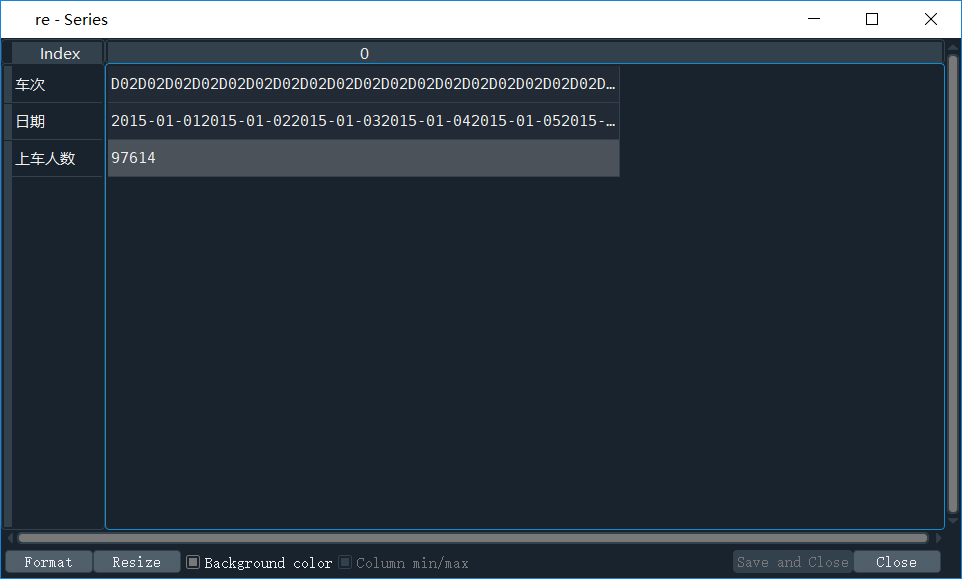 re - Series
Index 0
车次 D02D02D02D02D02D02D02D02D02D02D02D02D02D02D02D02D02D02D…
日期 2015-01-012015-01-022015-01-032015-01-042015-01-052015-…
上车人数 97614
Format Resize Background color Column min/max Save and Close Close